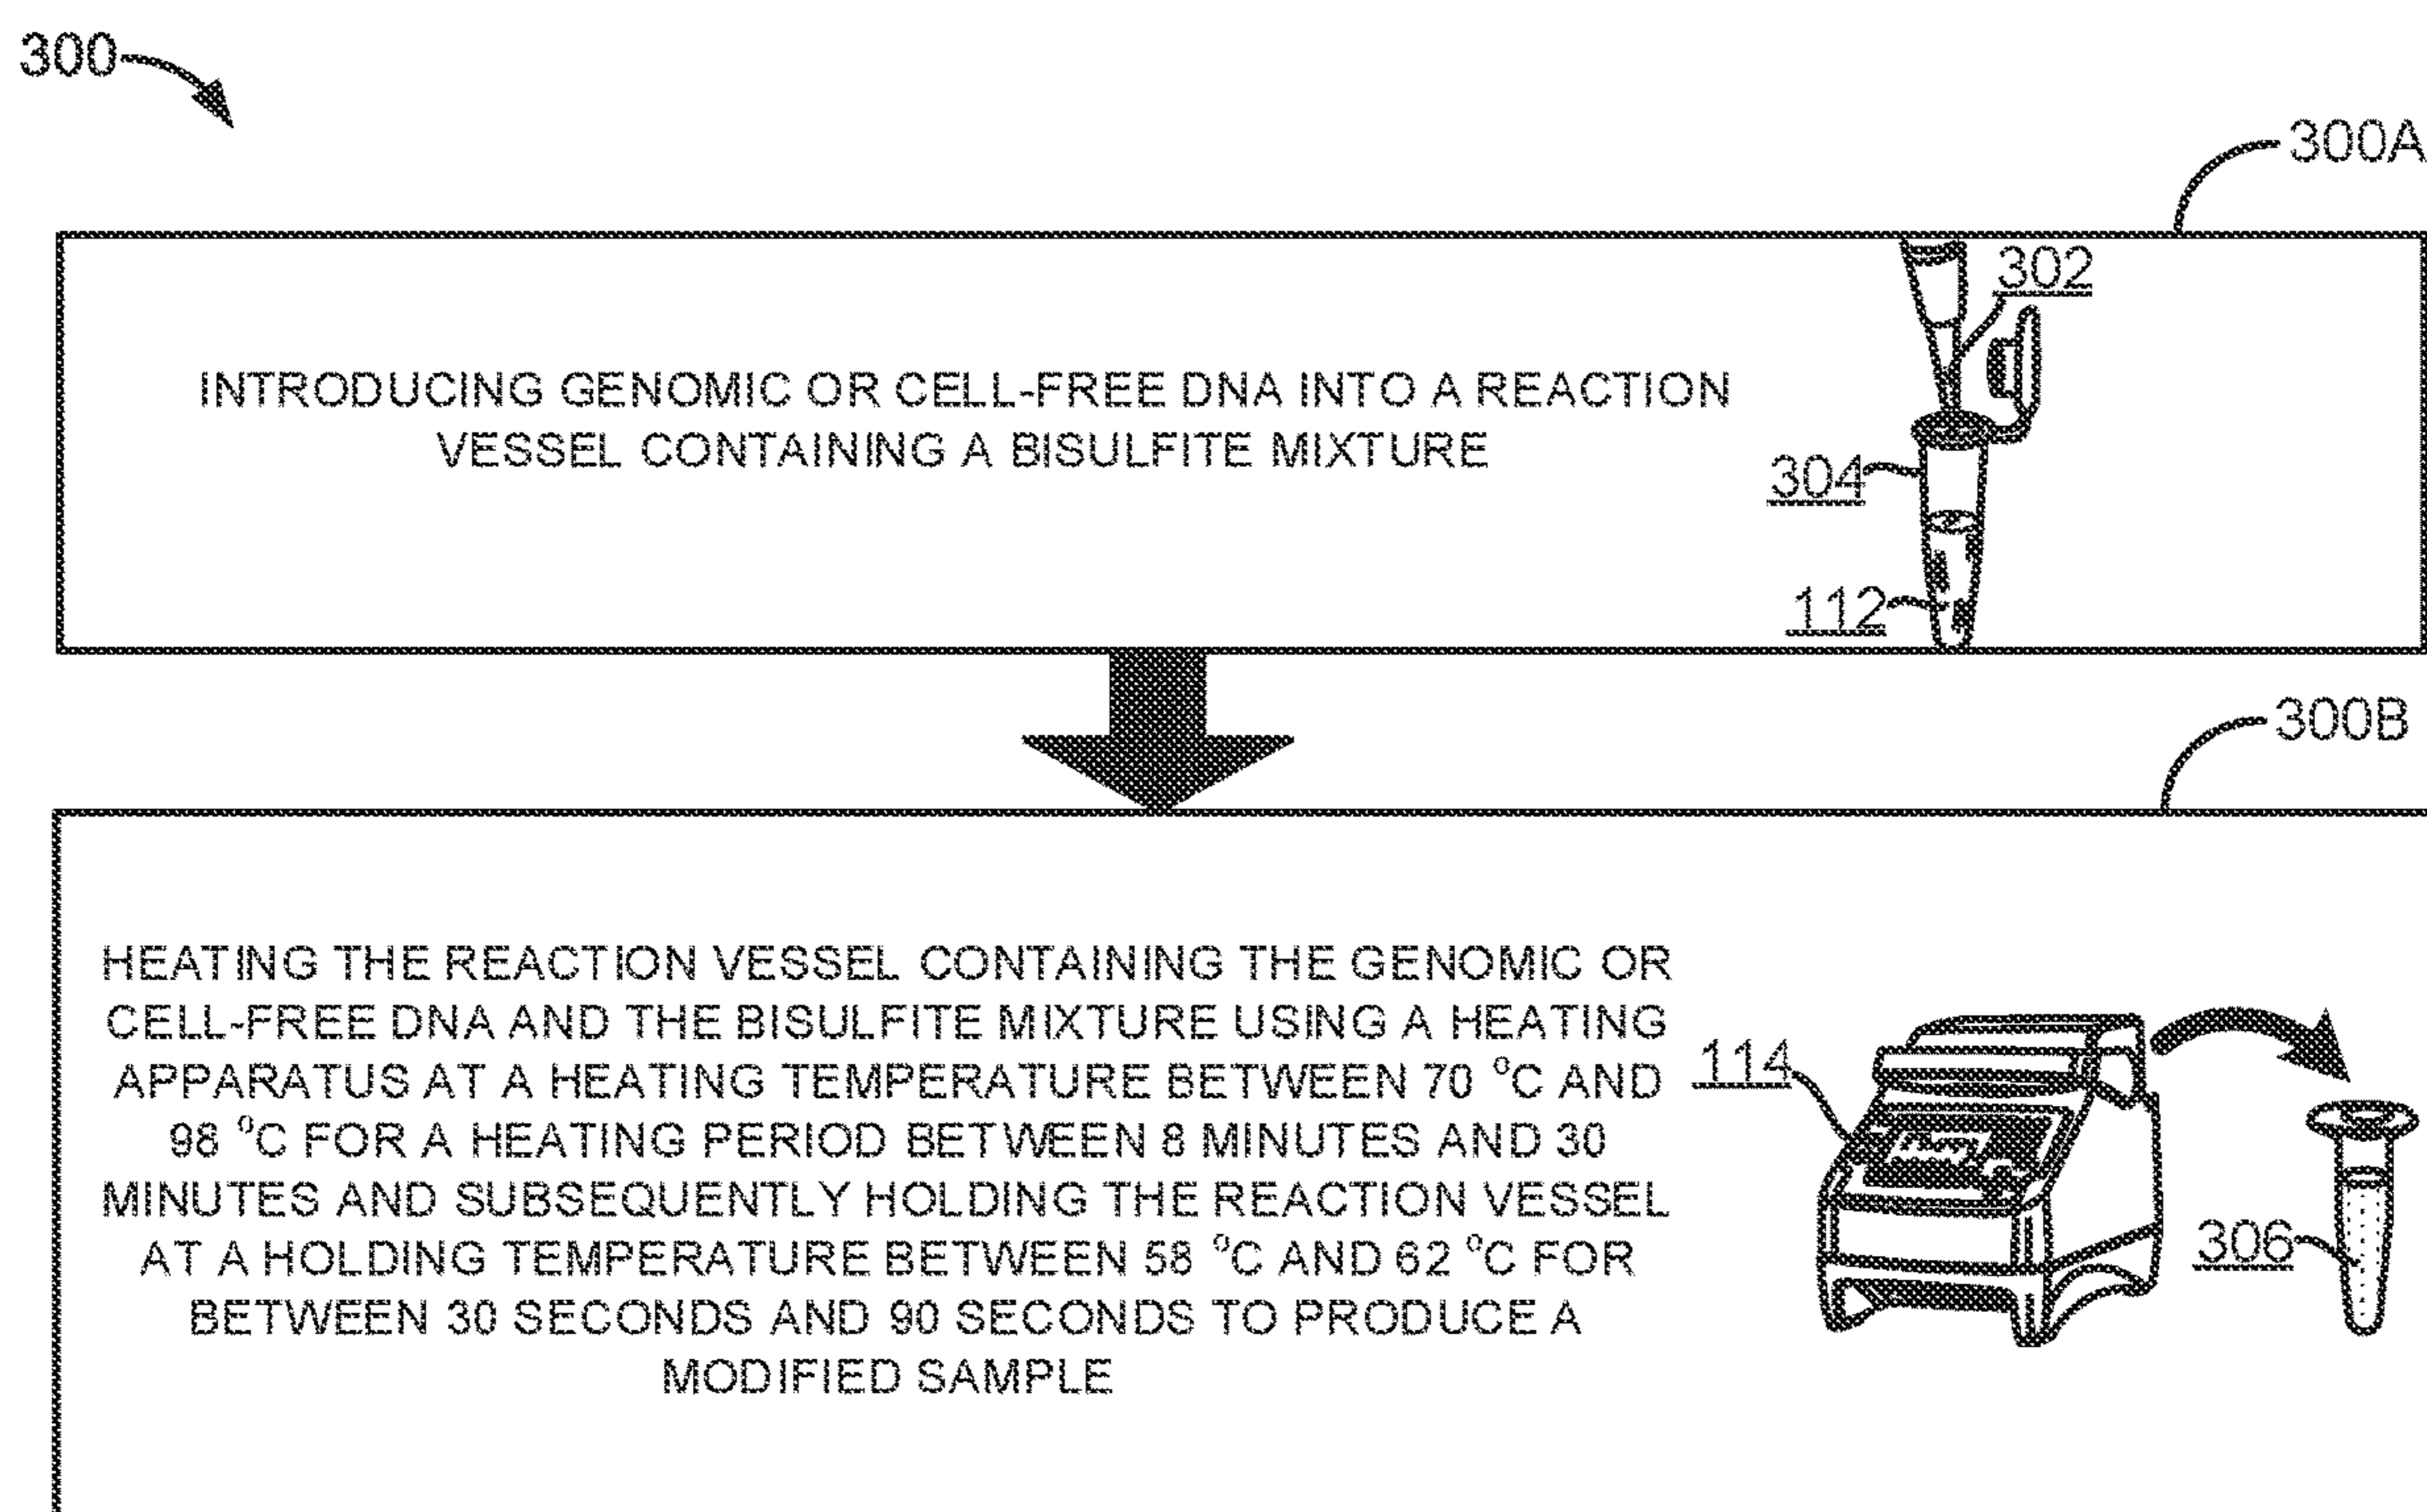 300
300A
302
INTRODUCING GENOMIC OR CELL-FREE DNA INTO A REACTION
VESSEL CONTAINING A BISULFITE MIXTURE
304
112
300B
HEATING THE REACTION VESSEL CONTAINING THE GENOMIC OR
CELL-FREE DNA AND THE BISULFITE MIXTURE USING A HEATING
APPARATUS AT A HEATING TEMPERATURE BETWEEN 70 °C AND
98 °C FOR A HEATING PERIOD BETWEEN 8 MINUTES AND 30
MINUTES AND SUBSEQUENTLY HOLDING THE REACTION VESSEL
AT A HOLDING TEMPERATURE BETWEEN 58 °C AND 62 °C FOR
BETWEEN 30 SECONDS AND 90 SECONDS TO PRODUCE A
MODIFIED SAMPLE
114
306